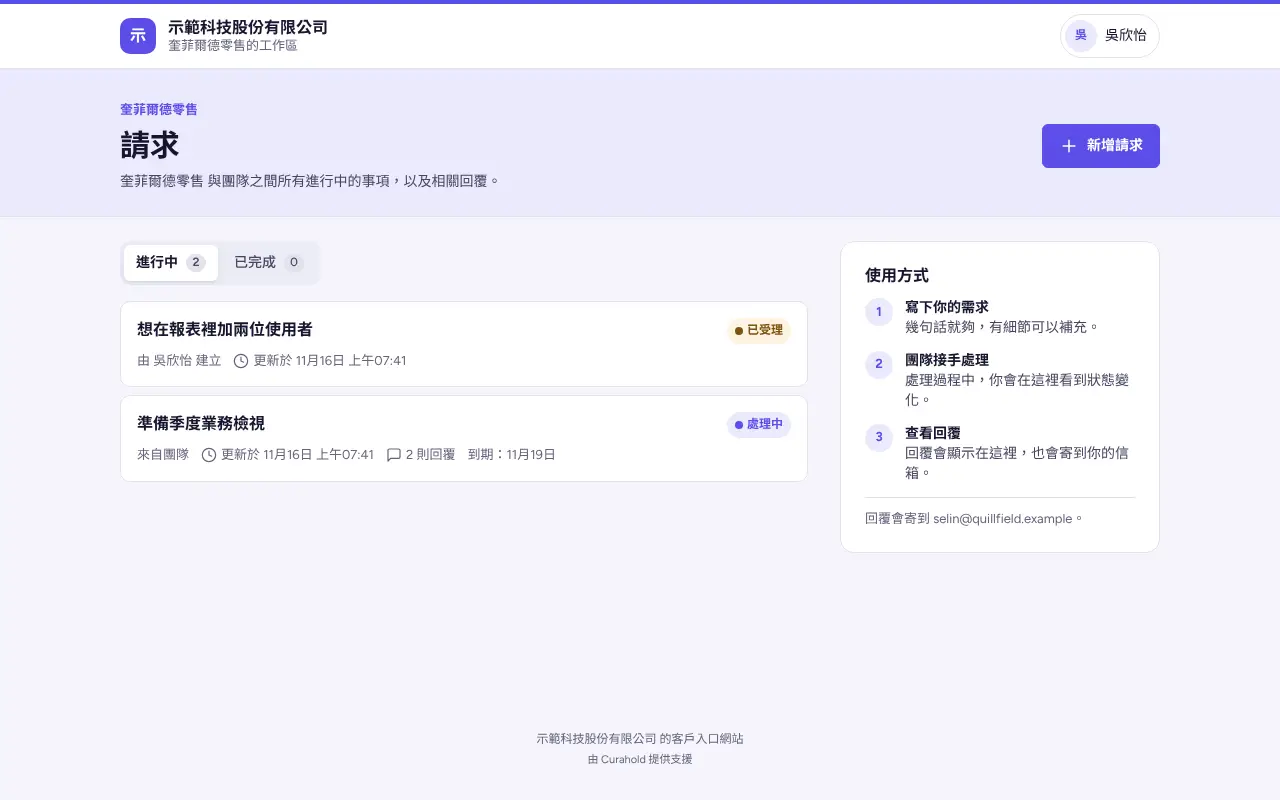 示
示範科技股份有限公司
奎菲爾德零售的工作區
吳
吳欣怡
奎菲爾德零售
請求
奎菲爾德零售 與團隊之間所有進行中的事項，以及相關回覆。
新增請求
進行中 2
已完成 0
想在報表裡加兩位使用者
已受理
由 吳欣怡 建立 更新於 11月16日 上午07:41
準備季度業務檢視
處理中
來自團隊 更新於 11月16日 上午07:41 2 則回覆 到期：11月19日
使用方式
1
寫下你的需求
幾句話就夠，有細節可以補充。
2
團隊接手處理
處理過程中，你會在這裡看到狀態變
化。
3
查看回覆
回覆會顯示在這裡，也會寄到你的信
箱。
回覆會寄到 selin@quillfield.example。
示範科技股份有限公司 的客戶入口網站
由 Curahold 提供支援